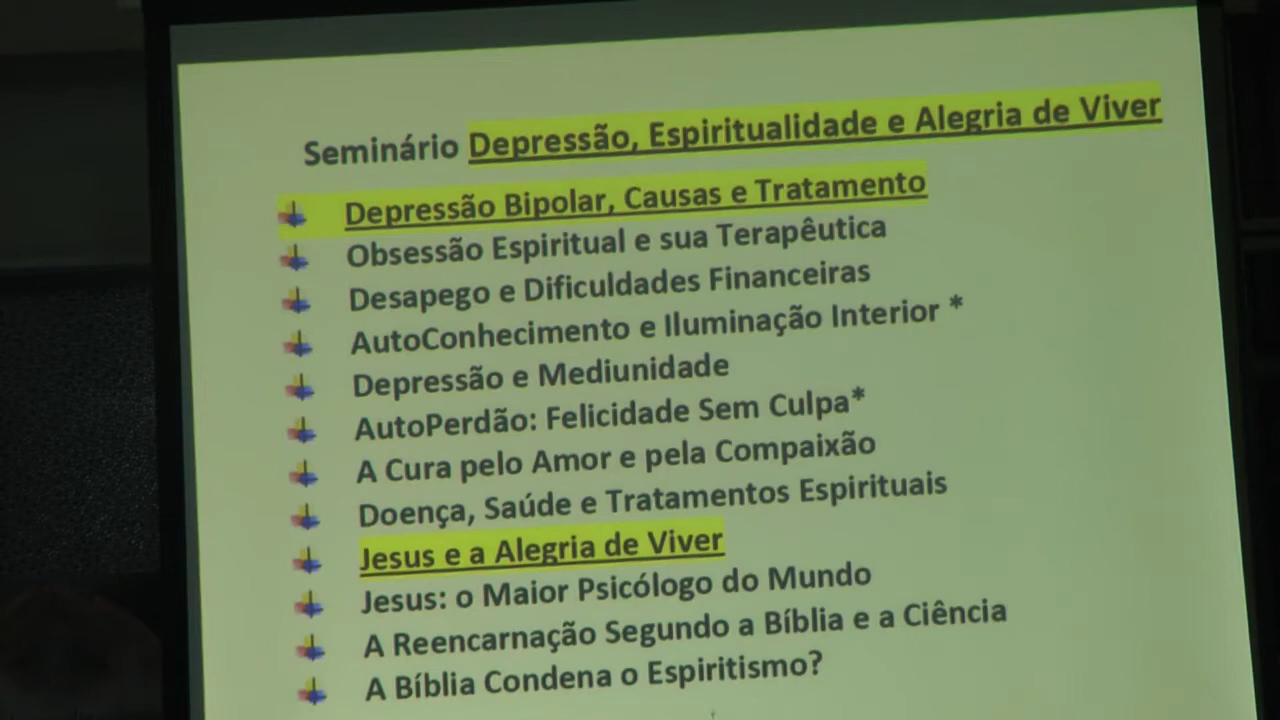 Seminário Depressão, Espiritualidade e Alegria de Viver
Depressão Bipolar, Causas e Tratamento
Obsessão Espiritual e sua Terapêutica
Desapego e Dificuldades Financeiras
AutoConhecimento e Iluminação Interior *
Depressão e Mediunidade
AutoPerdão: Felicidade Sem Culpa*
A Cura pelo Amor e pela Compaixão
Doença, Saúde e Tratamentos Espirituais
Jesus e a Alegria de Viver
Jesus: o Maior Psicólogo do Mundo
A Reencarnação Segundo a Bíblia e a Ciência
A Bíblia Condena o Espiritismo?